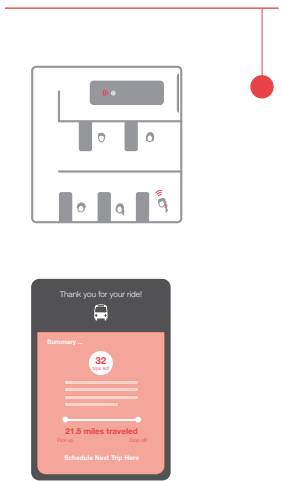 Thank you for your ride!
Summary ...
32
trips left
21.5 miles traveled
Pick-up Drop-off
Schedule Next Trip Here